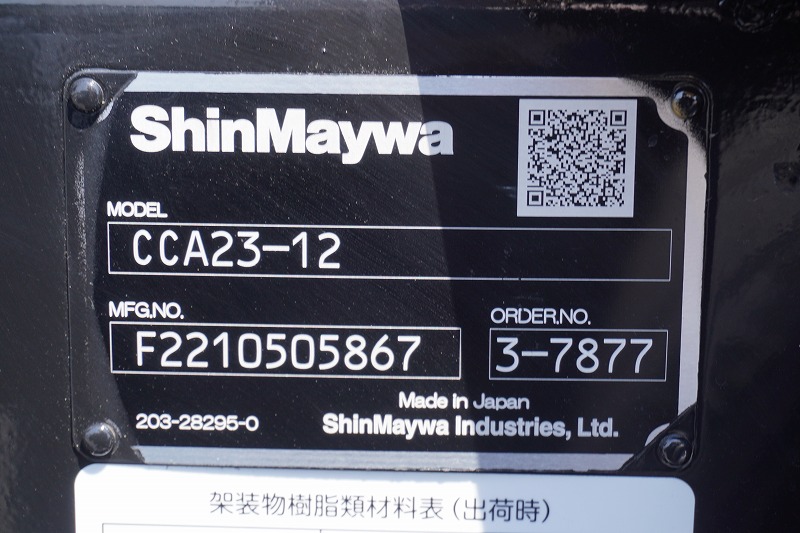 ShinMaywa
MODEL
CCA23-12
MFG.NO.
F2210505867
ORDER.NO.
3-7877
Made in Japan
203-28295-0
ShinMaywa Industries, Ltd.
架装物樹脂類材料表(出荷時)